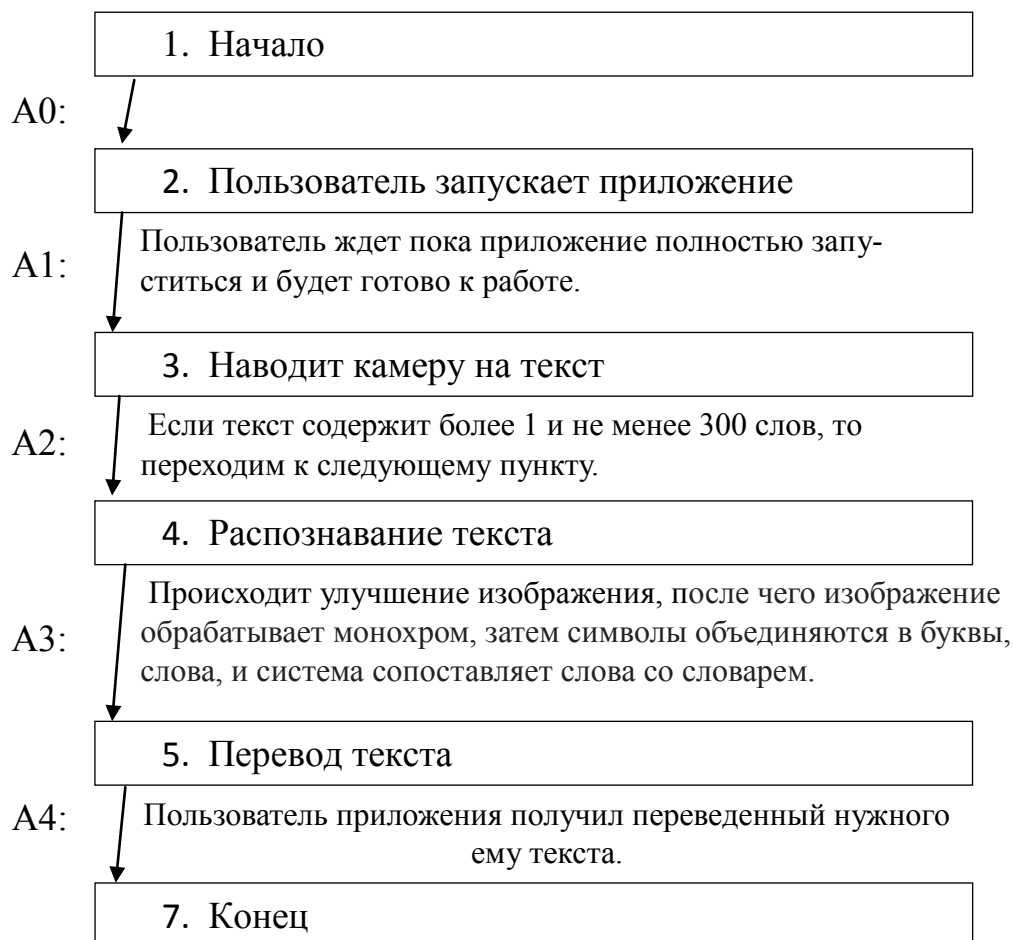 1. Начало
A0:
2. Пользователь запускает приложение
A1:
Пользователь ждет пока приложение полностью запу-
ститься и будет готово к работе.
3. Наводит камеру на текст
A2:
Если текст содержит более 1 и не менее 300 слов, то
переходим к следующему пункту.
4. Распознавание текста
A3:
Происходит улучшение изображения, после чего изображение
обрабатывает монохром, затем символы объединяются в буквы,
слова, и система сопоставляет слова со словарем.
5. Перевод текста
A4:
Пользователь приложения получил переведенный нужного
ему текста.
7. Конец